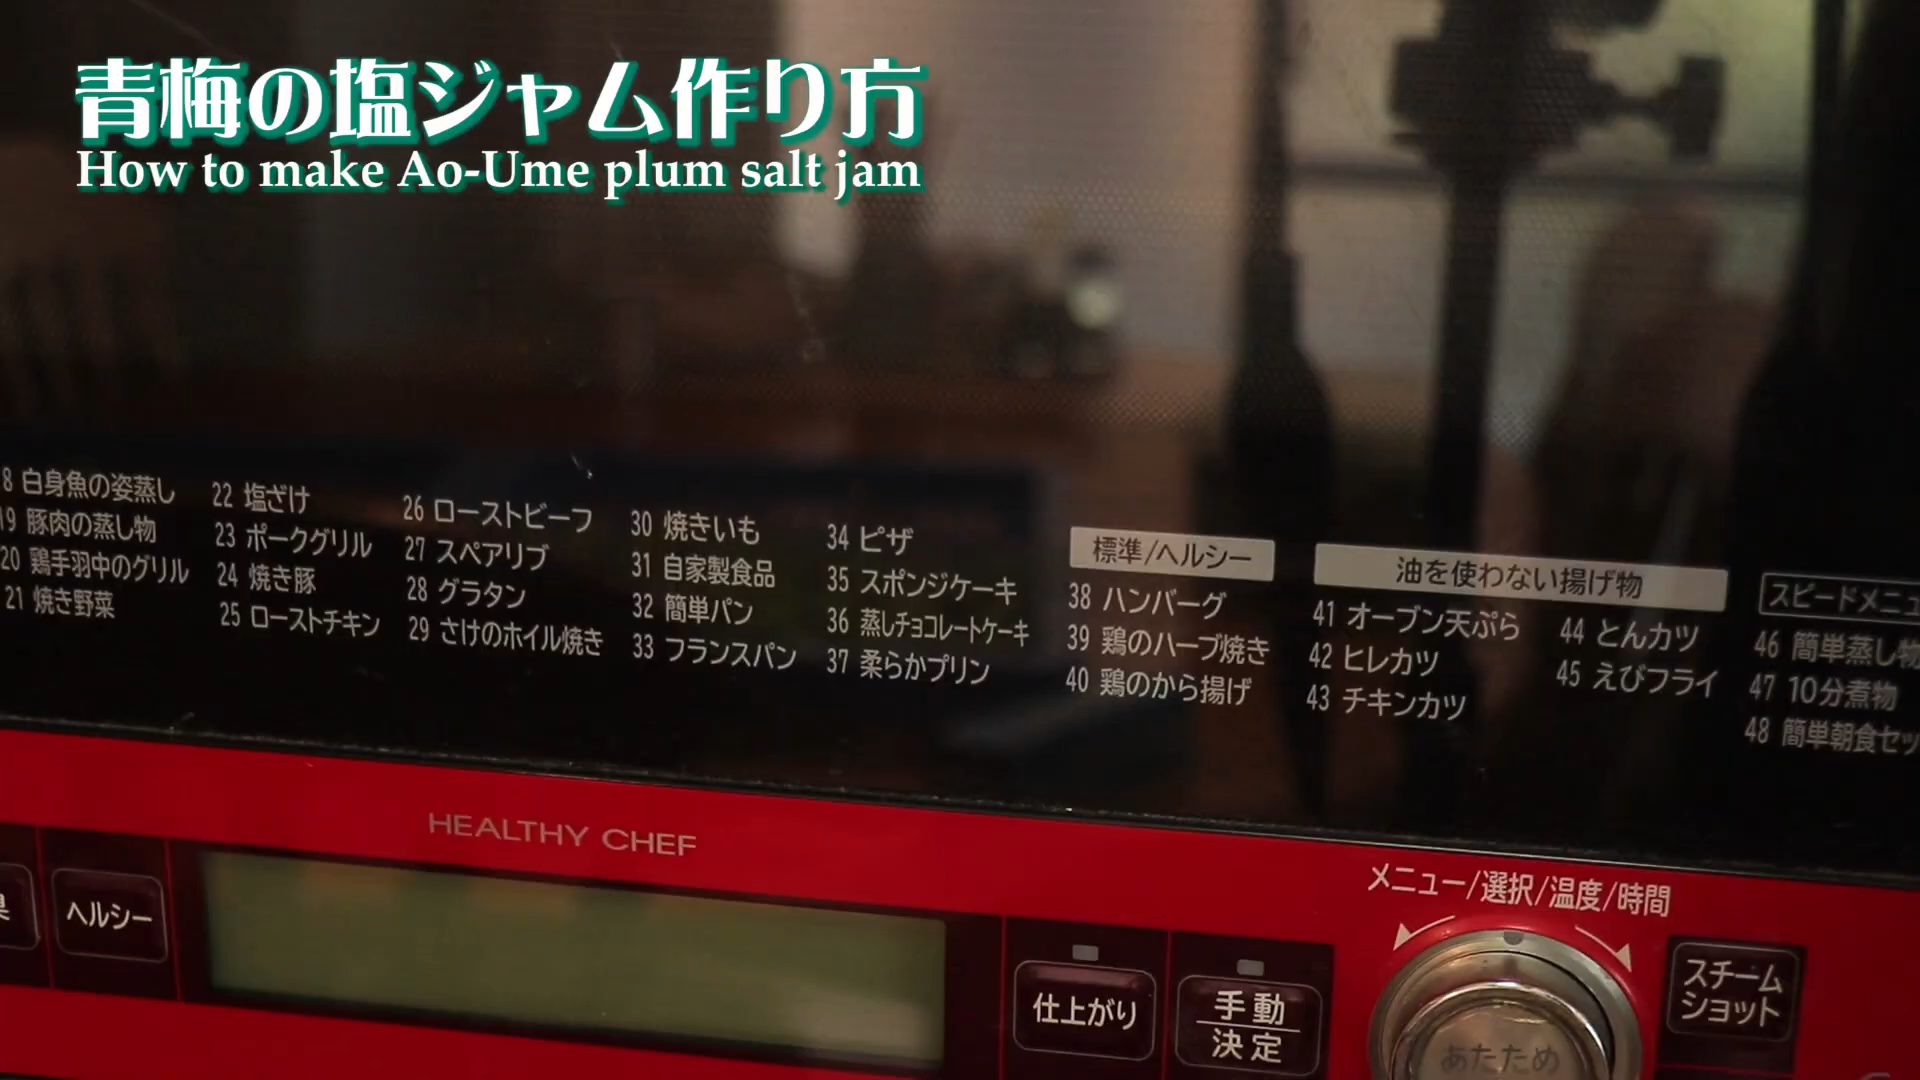 青梅の塩ジャム作り方
How to make Ao-Ume plum salt jam
8 白身魚の姿蒸し
19 豚肉の蒸し物
20 鶏手羽中のグリル
21 焼き野菜
22 塩ざけ
23 ポークグリル
24 焼き豚
25 ローストチキン
26 ローストビーフ
27 スペアリブ
28 グラタン
29 さけのホイル焼き
30 焼きいも
31 自家製食品
32 簡単パン
33 フランスパン
34 ピザ
35 スポンジケーキ
36 蒸しチョコレートケーキ
37 柔らかプリン
標準/ヘルシー
38 ハンバーグ
39 鶏のハーブ焼き
40 鶏のから揚げ
油を使わない揚げ物
41 オーブン天ぷら
42 ヒレカツ
43 チキンカツ
44 とんカツ
45 えびフライ
スピードメニュ
46 簡単蒸し物
47 10分煮物
48 簡単朝食セッ
HEALTHY CHEF
ヘルシー
仕上がり
手動
決定
メニュー/選択/温度/時間
あたため
スチーム
ショット